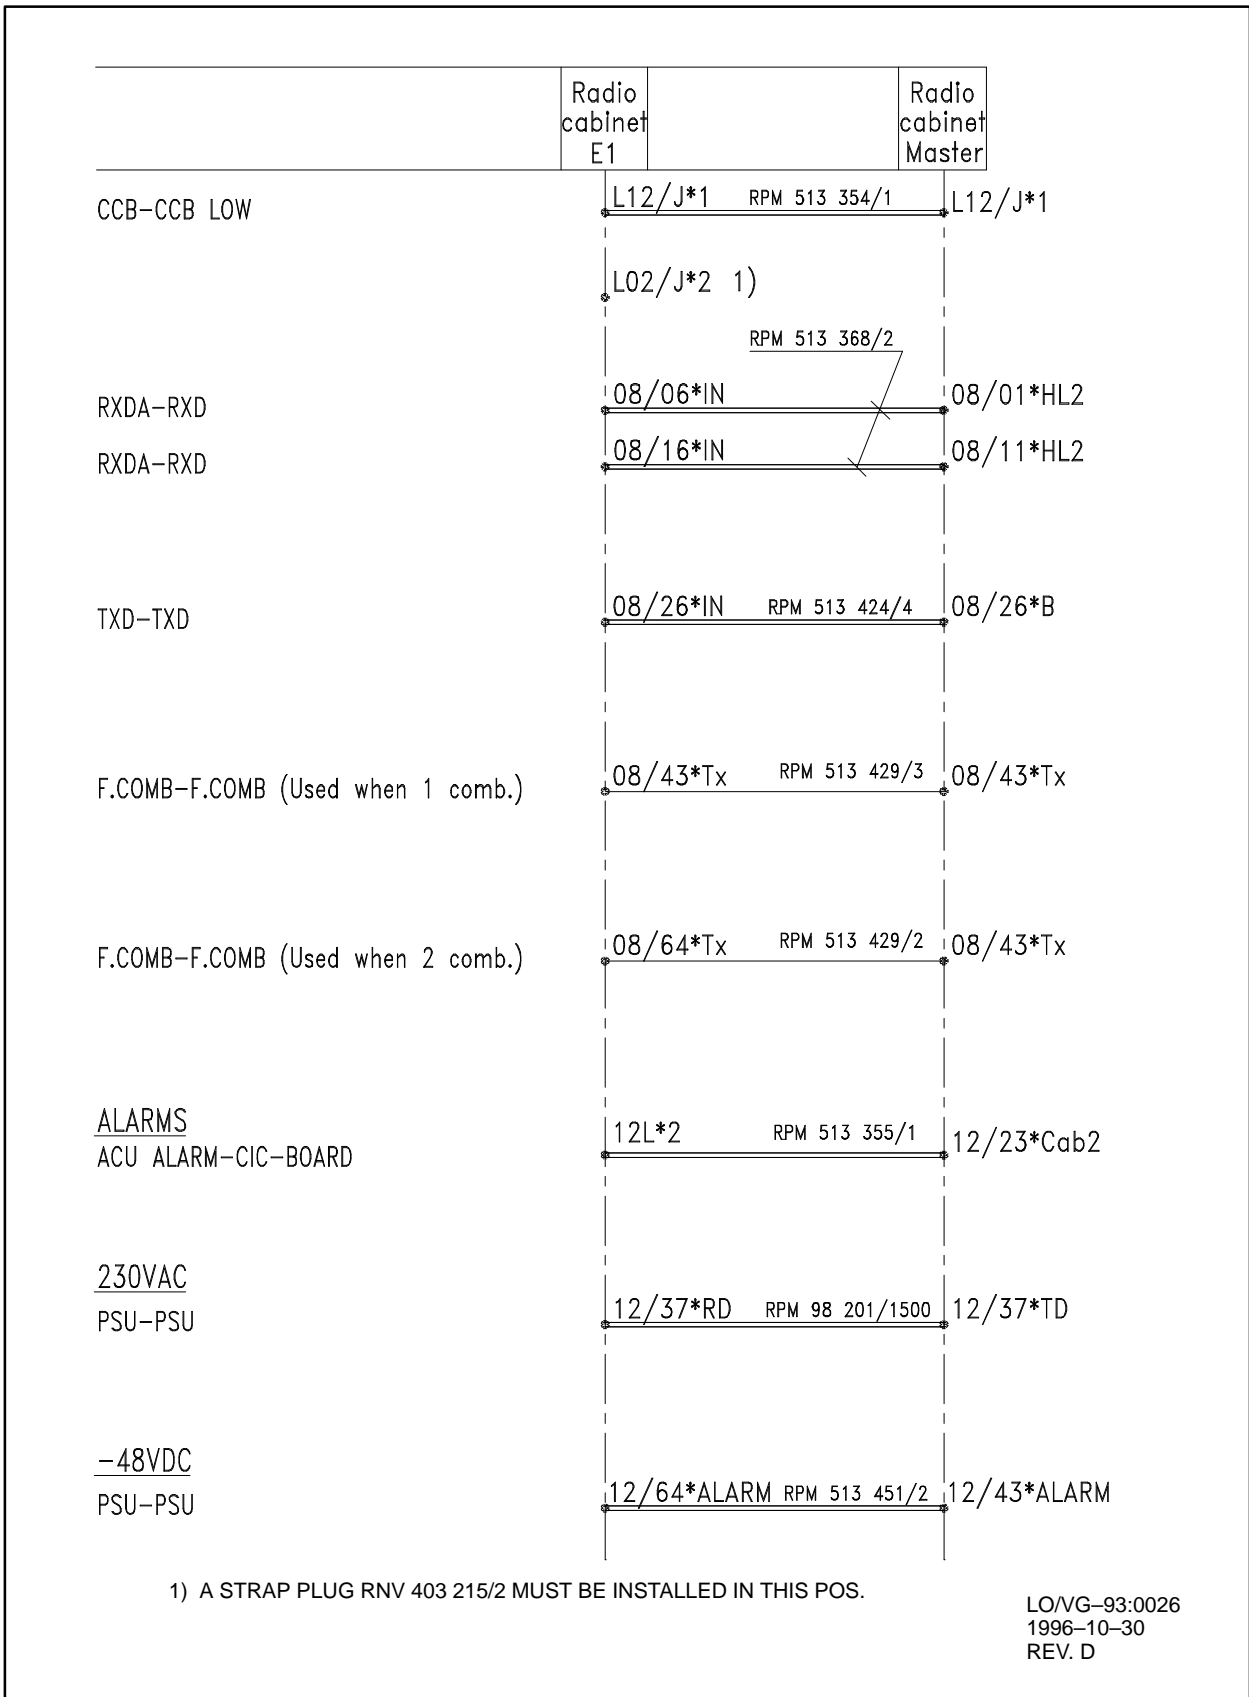 Radio cabinet E1
Radio cabinet Master
CCB–CCB LOW L12/J*1 RPM 513 354/1 L12/J*1
L02/J*2 1)
RPM 513 368/2
RXDA–RXD 08/06*IN 08/01*HL2
RXDA–RXD 08/16*IN 08/11*HL2
TXD–TXD 08/26*IN RPM 513 424/4 08/26*B
F.COMB–F.COMB (Used when 1 comb.) 08/43*Tx RPM 513 429/3 08/43*Tx
F.COMB–F.COMB (Used when 2 comb.) 08/64*Tx RPM 513 429/2 08/43*Tx
ALARMS
ACU ALARM–CIC–BOARD 12L*2 RPM 513 355/1 12/23*Cab2
230VAC
PSU–PSU 12/37*RD RPM 98 201/1500 12/37*TD
–48VDC
PSU–PSU 12/64*ALARM RPM 513 451/2 12/43*ALARM
1) A STRAP PLUG RNV 403 215/2 MUST BE INSTALLED IN THIS POS.
LO/VG–93:0026
1996–10–30
REV. D